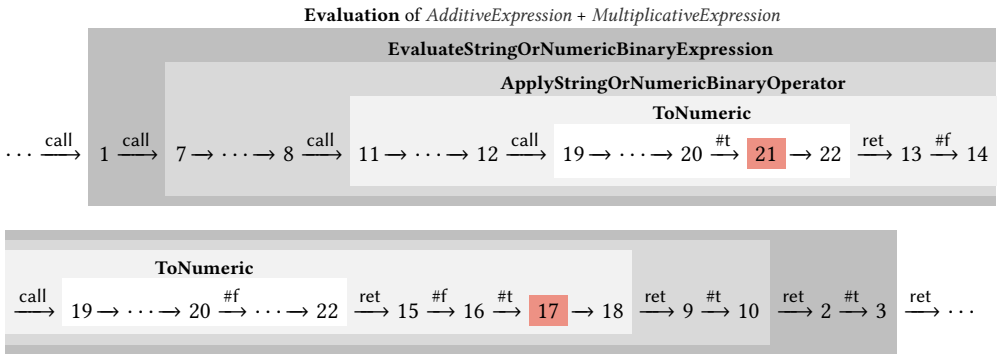 Evaluation of AdditiveExpression + MultiplicativeExpression
EvaluateStringOrNumericBinaryExpression
ApplyStringOrNumericBinaryOperator
ToNumeric
call call call call #t ret #f
··· ⟶ 1 ⟶ 7 → ··· → 8 ⟶ 11 → ··· → 12 ⟶ 19 → ··· → 20 → 21 → 22 ⟶ 13 → 14
ToNumeric
call #f ret #f #t ret #t ret #t ret
⟶ 19 → ··· → 20 → ··· → 22 ⟶ 15 → 16 → 17 → 18 ⟶ 9 → 10 ⟶ 2 → 3 ⟶ ···